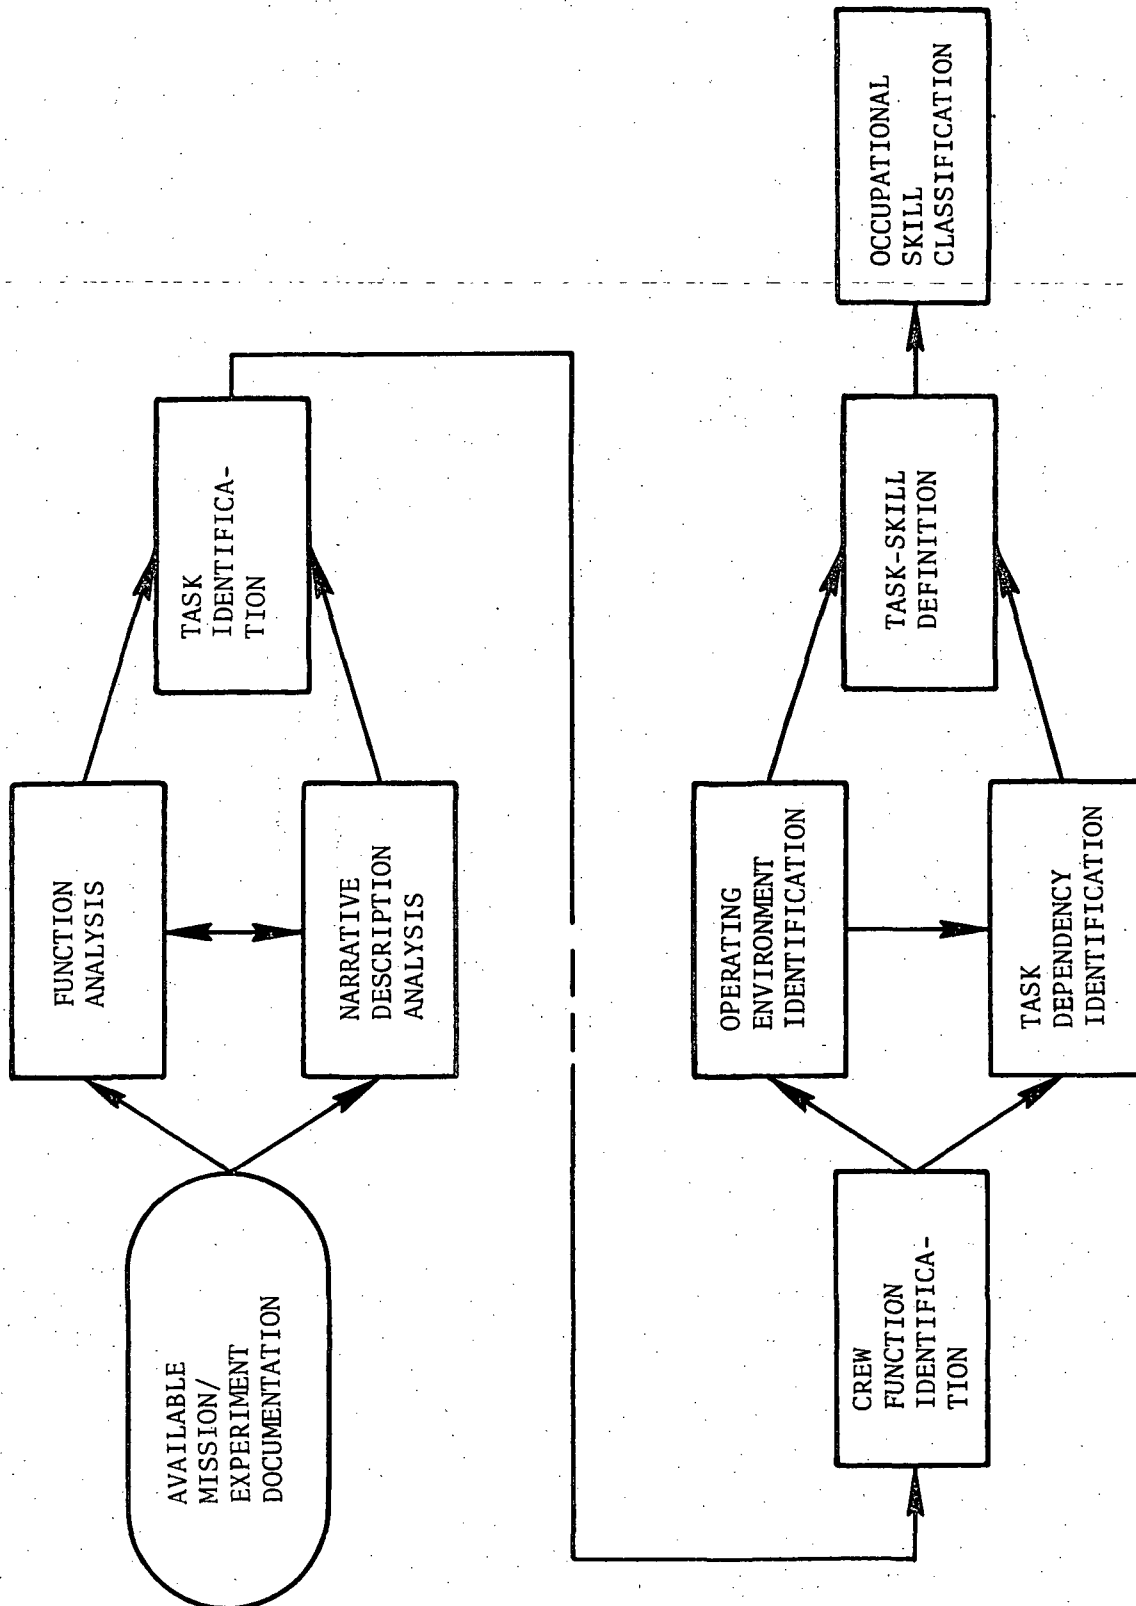 AVAILABLE
MISSION/
EXPERIMENT
DOCUMENTATION
FUNCTION
ANALYSIS
NARRATIVE
DESCRIPTION
ANALYSIS
TASK
IDENTIFICA-
TION
CREW
FUNCTION
IDENTIFICA-
TION
OPERATING
ENVIRONMENT
IDENTIFICATION
TASK
DEPENDENCY
IDENTIFICATION
TASK-SKILL
DEFINITION
OCCUPATIONAL
SKILL
CLASSIFICATION